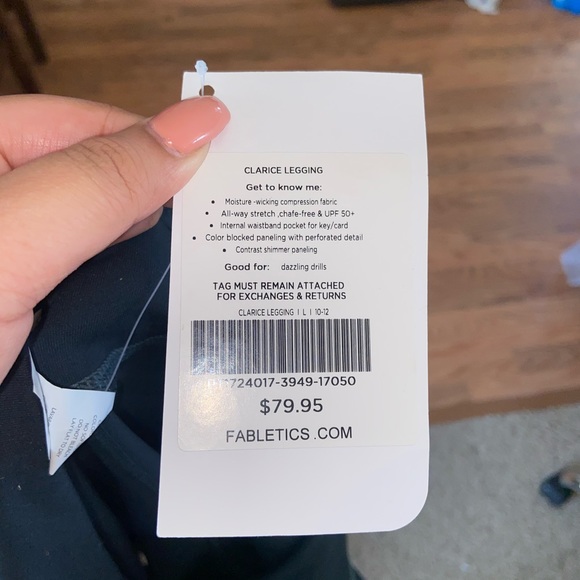 CLARICE LEGGING
Get to know me:
• Moisture -wicking compression fabric
• All-way stretch ,chafe-free & UPF 50+
• Internal waistband pocket for key/card
• Color blocked paneling with perforated detail
• Contrast shimmer paneling
Good for: dazzling drills
TAG MUST REMAIN ATTACHED
FOR EXCHANGES & RETURNS
CLARICE LEGGING | L | 10-12
724017-3949-17050
$79.95
FABLETICS .COM